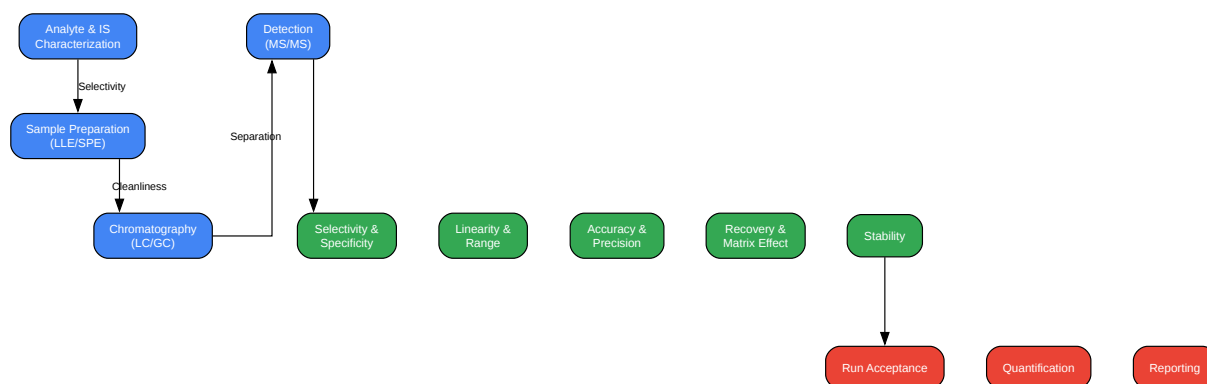 Analyte & IS
Characterization
Detection
(MS/MS)
Selectivity
Sample Preparation
(LLE/SPE)
Separation
Cleanliness
Chromatography
(LC/GC)
Selectivity &
Specificity
Linearity &
Range
Accuracy &
Precision
Recovery &
Matrix Effect
Stability
Run Acceptance
Quantification
Reporting